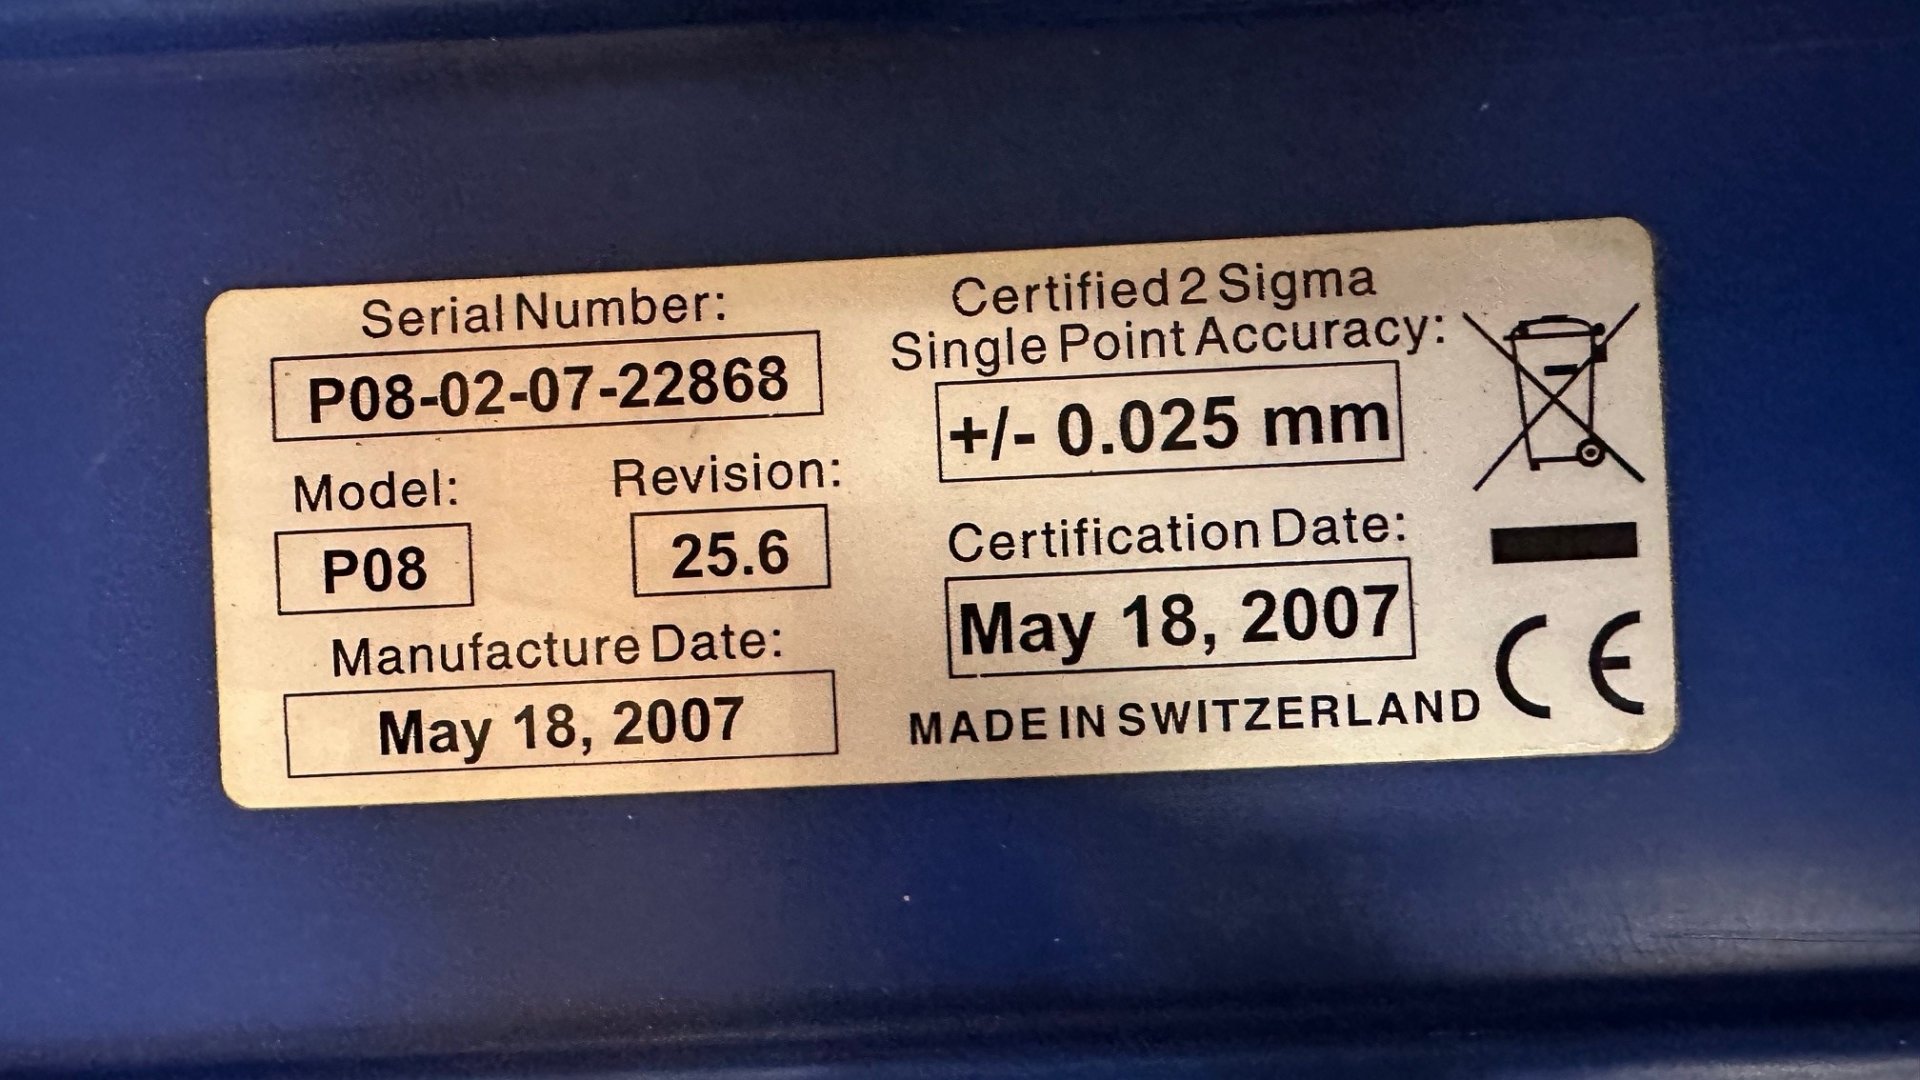 Serial Number:
P08-02-07-22868
Model:
Revision:
P08
25.6
Manufacture Date:
May 18, 2007
Certified 2 Sigma
Single Point Accuracy:
+/- 0.025 mm
Certification Date:
May 18, 2007
MADE IN SWITZERLAND
CE